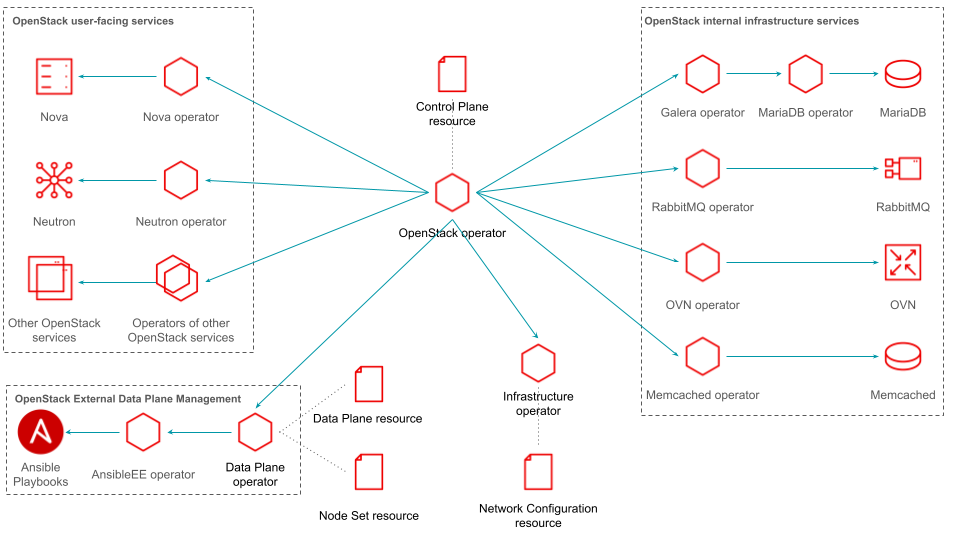 OpenStack user-facing services
Nova
Nova operator
Neutron
Neutron operator
Other OpenStack
services
Operators of other
OpenStack services
Control Plane
resource
OpenStack operator
OpenStack internal infrastructure services
Galera operator
MariaDB operator
MariaDB
RabbitMQ operator
RabbitMQ
OVN operator
OVN
Memcached operator
Memcached
OpenStack External Data Plane Management
Ansible
Playbooks
AnsibleEE operator
Data Plane
operator
Data Plane resource
Node Set resource
Infrastructure
operator
Network Configuration
resource